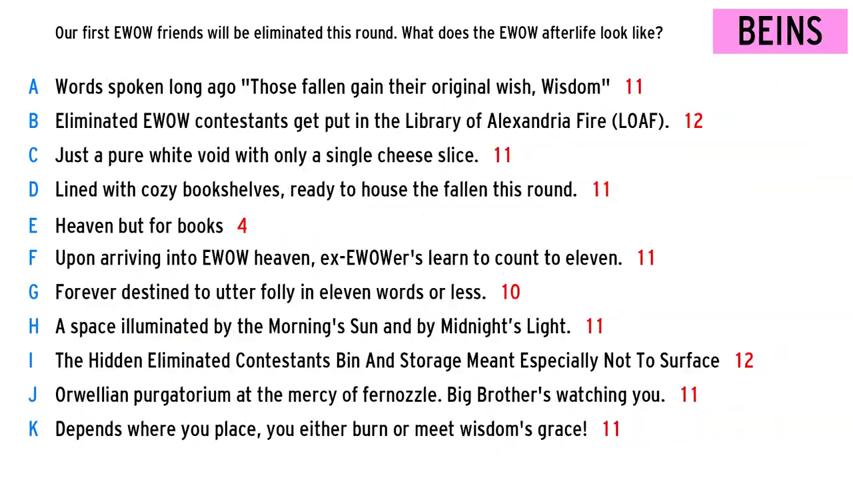 Our first EWOW friends will be eliminated this round. What does the EWOW afterlife look like?
BEINS
A Words spoken long ago "Those fallen gain their original wish, Wisdom" 11
B Eliminated EWOW contestants get put in the Library of Alexandria Fire (LOAF). 12
C Just a pure white void with only a single cheese slice. 11
D Lined with cozy bookshelves, ready to house the fallen this round. 11
E Heaven but for books 4
F Upon arriving into EWOW heaven, ex-EWOWer's learn to count to eleven. 11
G Forever destined to utter folly in eleven words or less. 10
H A space illuminated by the Morning's Sun and by Midnight’s Light. 11
I The Hidden Eliminated Contestants Bin And Storage Meant Especially Not To Surface 12
J Orwellian purgatorium at the mercy of fernozzle. Big Brother's watching you. 11
K Depends where you place, you either burn or meet wisdom's grace! 11